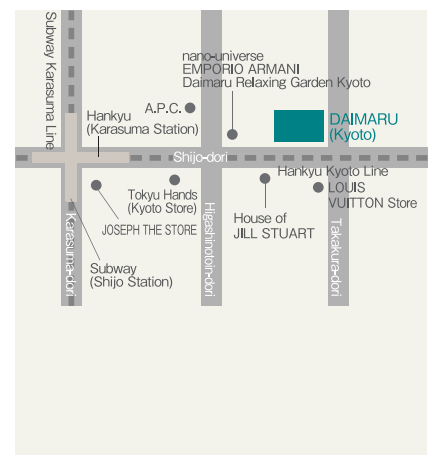 Subway Karasuma Line
nano-universe
EMPORIO ARMANI
Daimaru Relaxing Garden Kyoto
A.P.C.
Hankyu
(Karasuma Station)
DAIMARU
(Kyoto)
Shijo-dori
Hankyu Kyoto Line
Tokyu Hands
(Kyoto Store)
LOUIS
VUITTON Store
JOSEPH THE STORE
House of
JILL STUART
Karasuma-dori
Higashinotoin-dori
Takakura-dori
Subway
(Shijo Station)